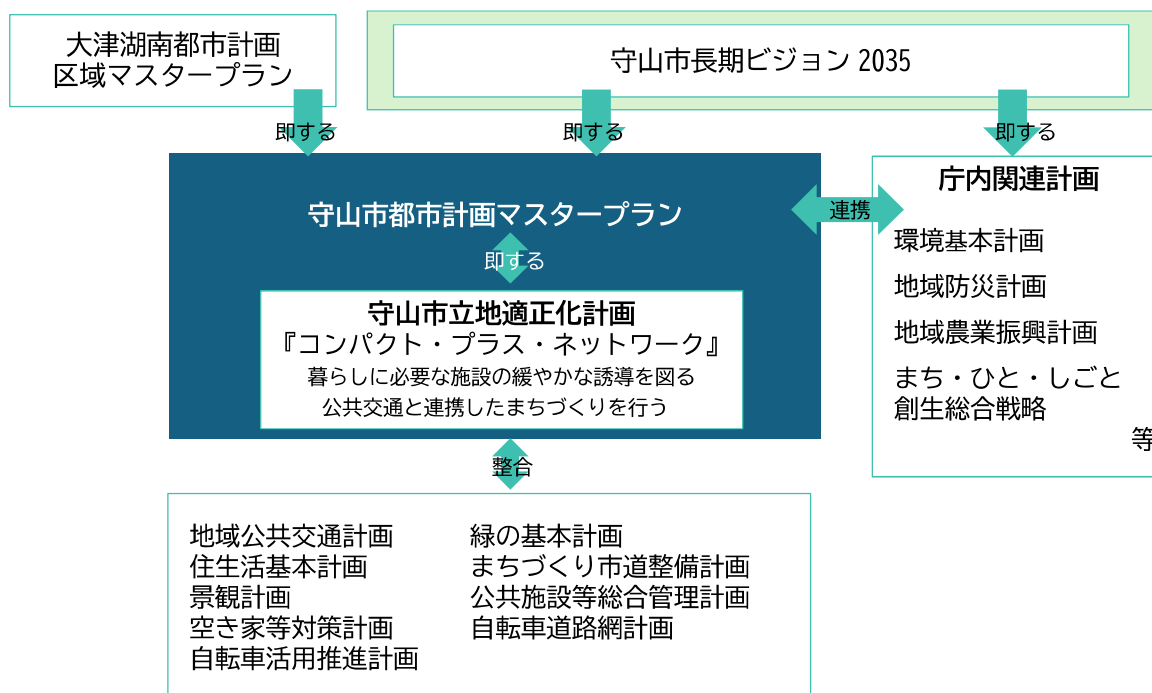 大津湖南都市計画
区域マスタープラン
守山市長期ビジョン 2035
即する
即する
即する
守山市都市計画マスタープラン
即する
守山市立地適正化計画
『コンパクト・プラス・ネットワーク』
暮らしに必要な施設の緩やかな誘導を図る
公共交通と連携したまちづくりを行う
連携
庁内関連計画
環境基本計画
地域防災計画
地域農業振興計画
まち・ひと・しごと
創生総合戦略
等
整合
地域公共交通計画
住生活基本計画
景観計画
空き家等対策計画
自転車活用推進計画
緑の基本計画
まちづくり市道整備計画
公共施設等総合管理計画
自転車道路網計画